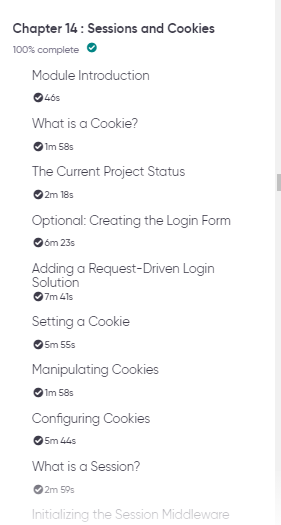 Chapter 14 : Sessions and Cookies
100% complete
Module Introduction
46s
What is a Cookie?
1m 58s
The Current Project Status
2m 18s
Optional: Creating the Login Form
6m 23s
Adding a Request-Driven Login
Solution
7m 41s
Setting a Cookie
5m 55s
Manipulating Cookies
1m 58s
Configuring Cookies
5m 44s
What is a Session?
2m 59s
Initializing the Session Middleware